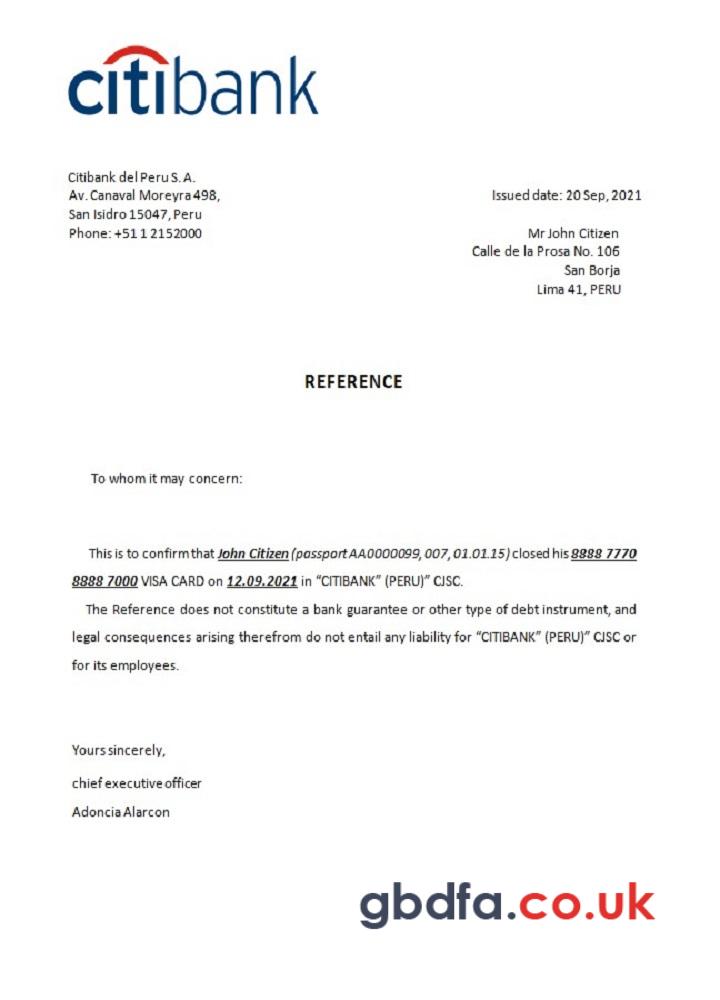 citibank
Citibank del Peru S.A.
Av. Canaval Moreyra 498,
San Isidro 15047, Peru
Phone: +51 1 2152000
Issued date: 20 Sep, 2021
Mr John Citizen
Calle de la Prosa No. 106
San Borja
Lima 41, PERU
REFERENCE
To whom it may concern:
This is to confirm that John Citizen (passport AA0000099, 007, 01.01.15) closed his 8888 7770
8888 7000 VISA CARD on 12.09.2021 in “CITIBANK” (PERU)” CJSC.
The Reference does not constitute a bank guarantee or other type of debt instrument, and
legal consequences arising therefrom do not entail any liability for “CITIBANK” (PERU)” CJSC or
for its employees.
Yours sincerely,
chief executive officer
Adoncia Alarcon
gbdfa.co.uk